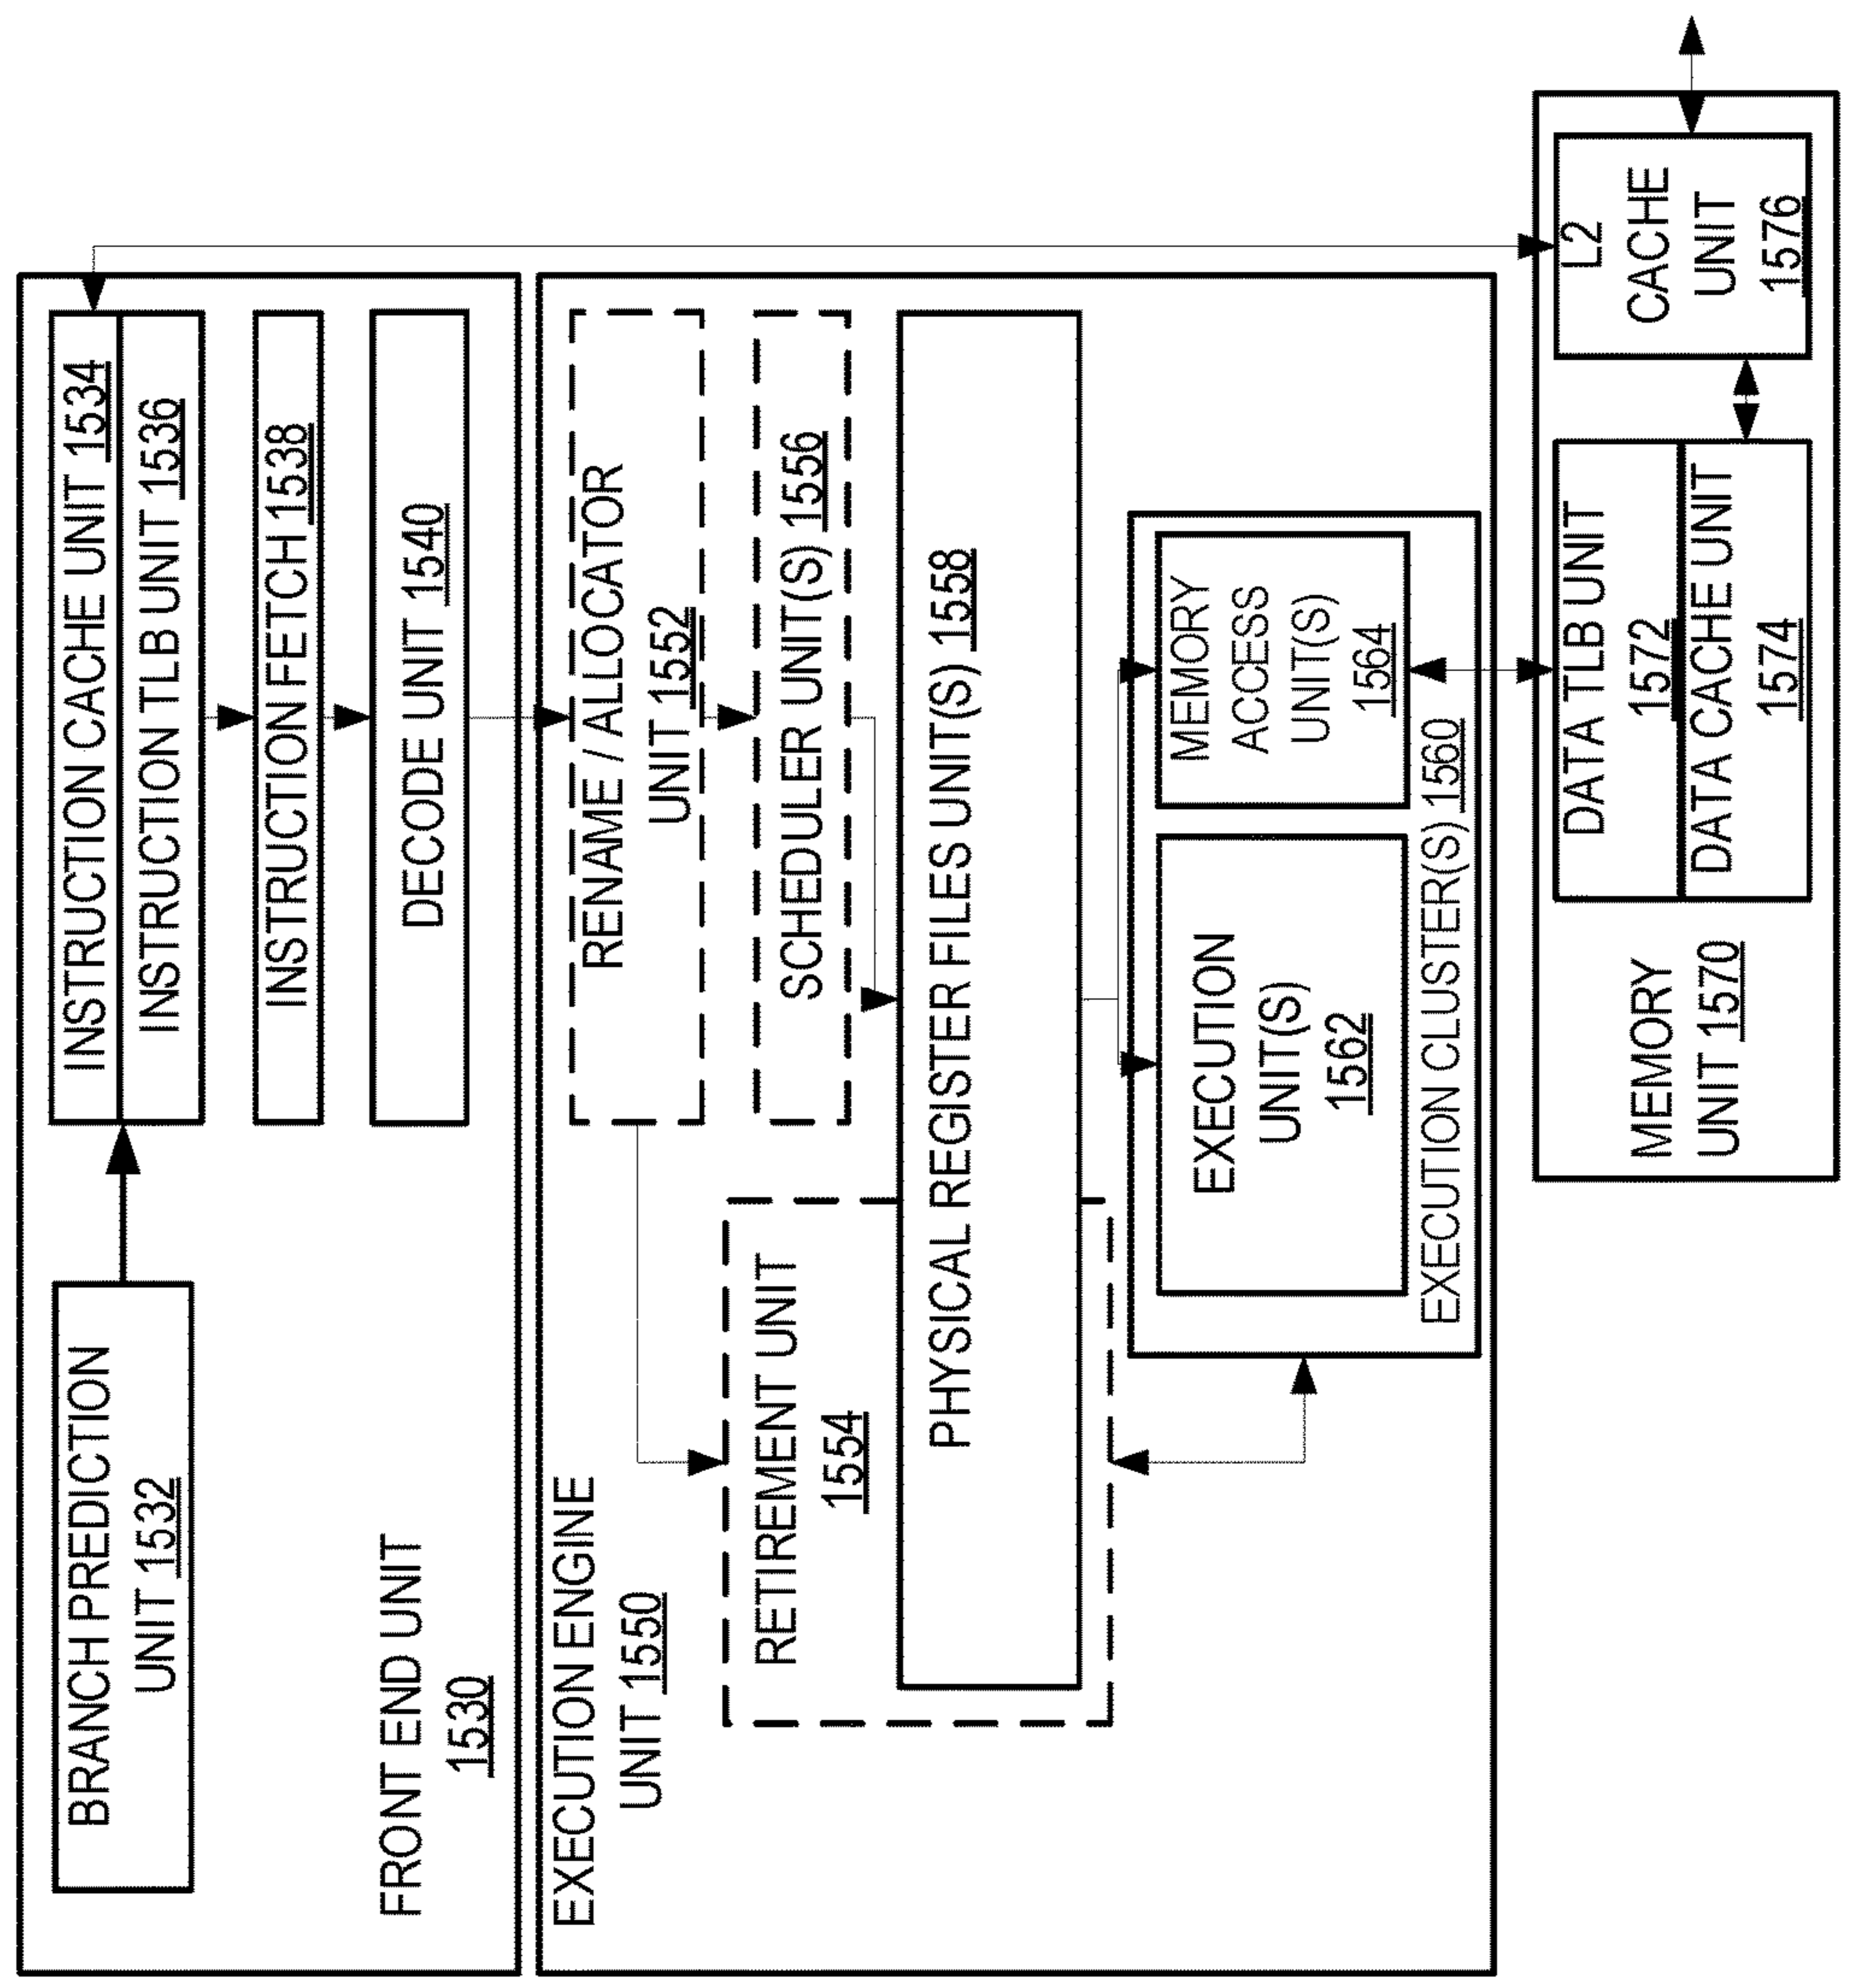 BRANCH PREDICTION
UNIT 1532
INSTRUCTION CACHE UNIT 1534
INSTRUCTION TLB UNIT 1536
INSTRUCTION FETCH 1538
DECODE UNIT 1540
FRONT END UNIT
1530
EXECUTION ENGINE
UNIT 1550
RENAME / ALLOCATOR
UNIT 1552
SCHEDULER UNIT(S) 1556
RETIREMENT UNIT
1554
PHYSICAL REGISTER FILES UNIT(S) 1558
EXECUTION
UNIT(S)
1562
MEMORY
ACCESS
UNIT(S)
1564
EXECUTION CLUSTER(S) 1560
MEMORY
UNIT 1570
DATA TLB UNIT
1572
DATA CACHE UNIT
1574
L2
CACHE
UNIT
1576